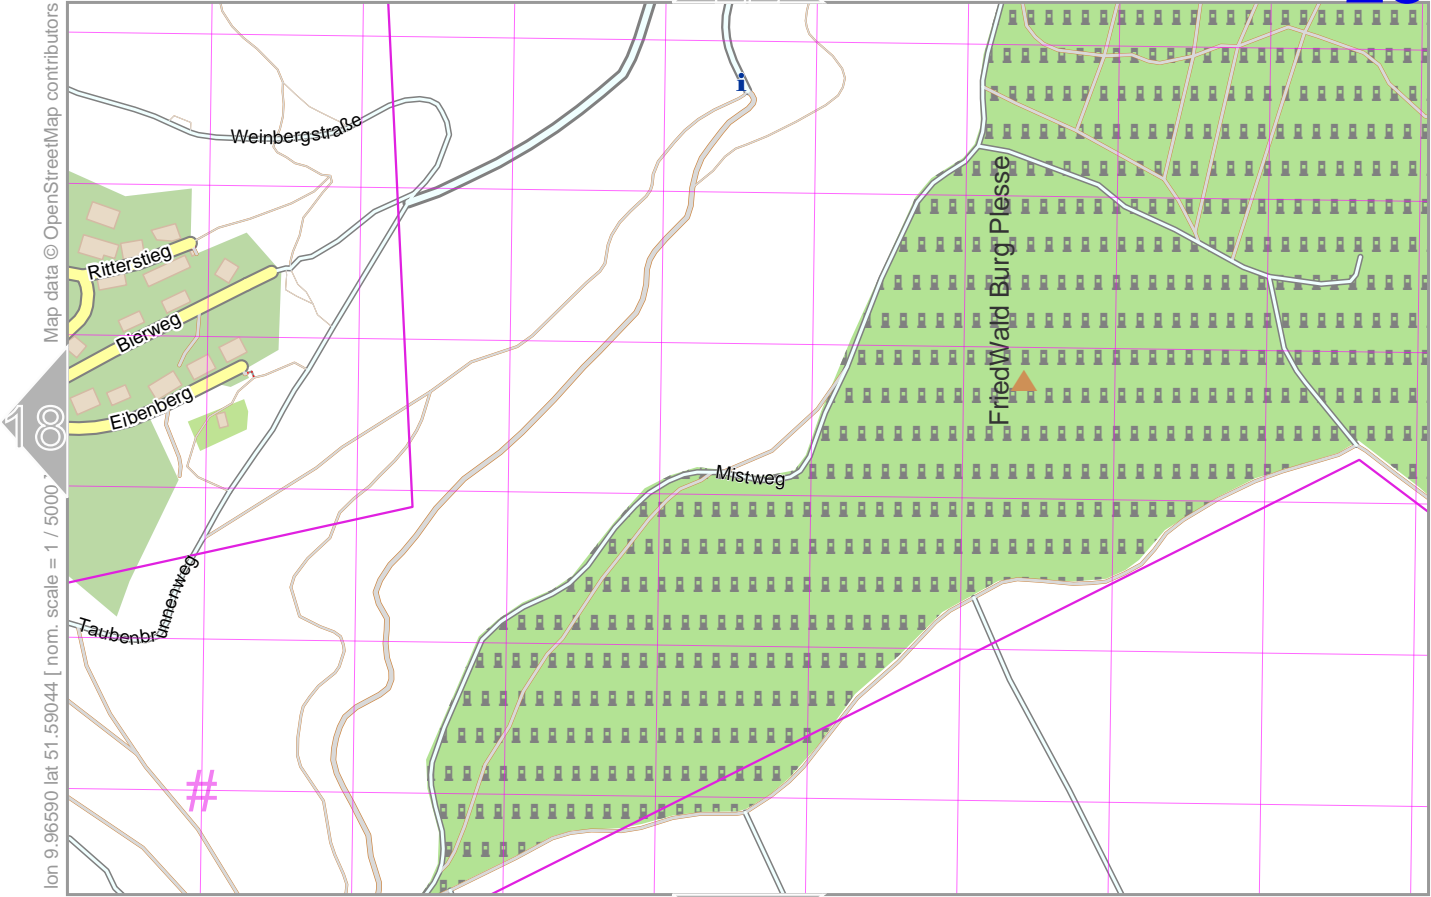 i
Weinbergstraße
Ritterstieg
Bierweg
Eibenberg
FriedWald Burg Plesse
Mistweg
Taubenbrunnenweg
#
18
Map data © OpenStreetMap contributors
lon 9.96590 lat 51.59044 [ nom. scale = 1 / 5000